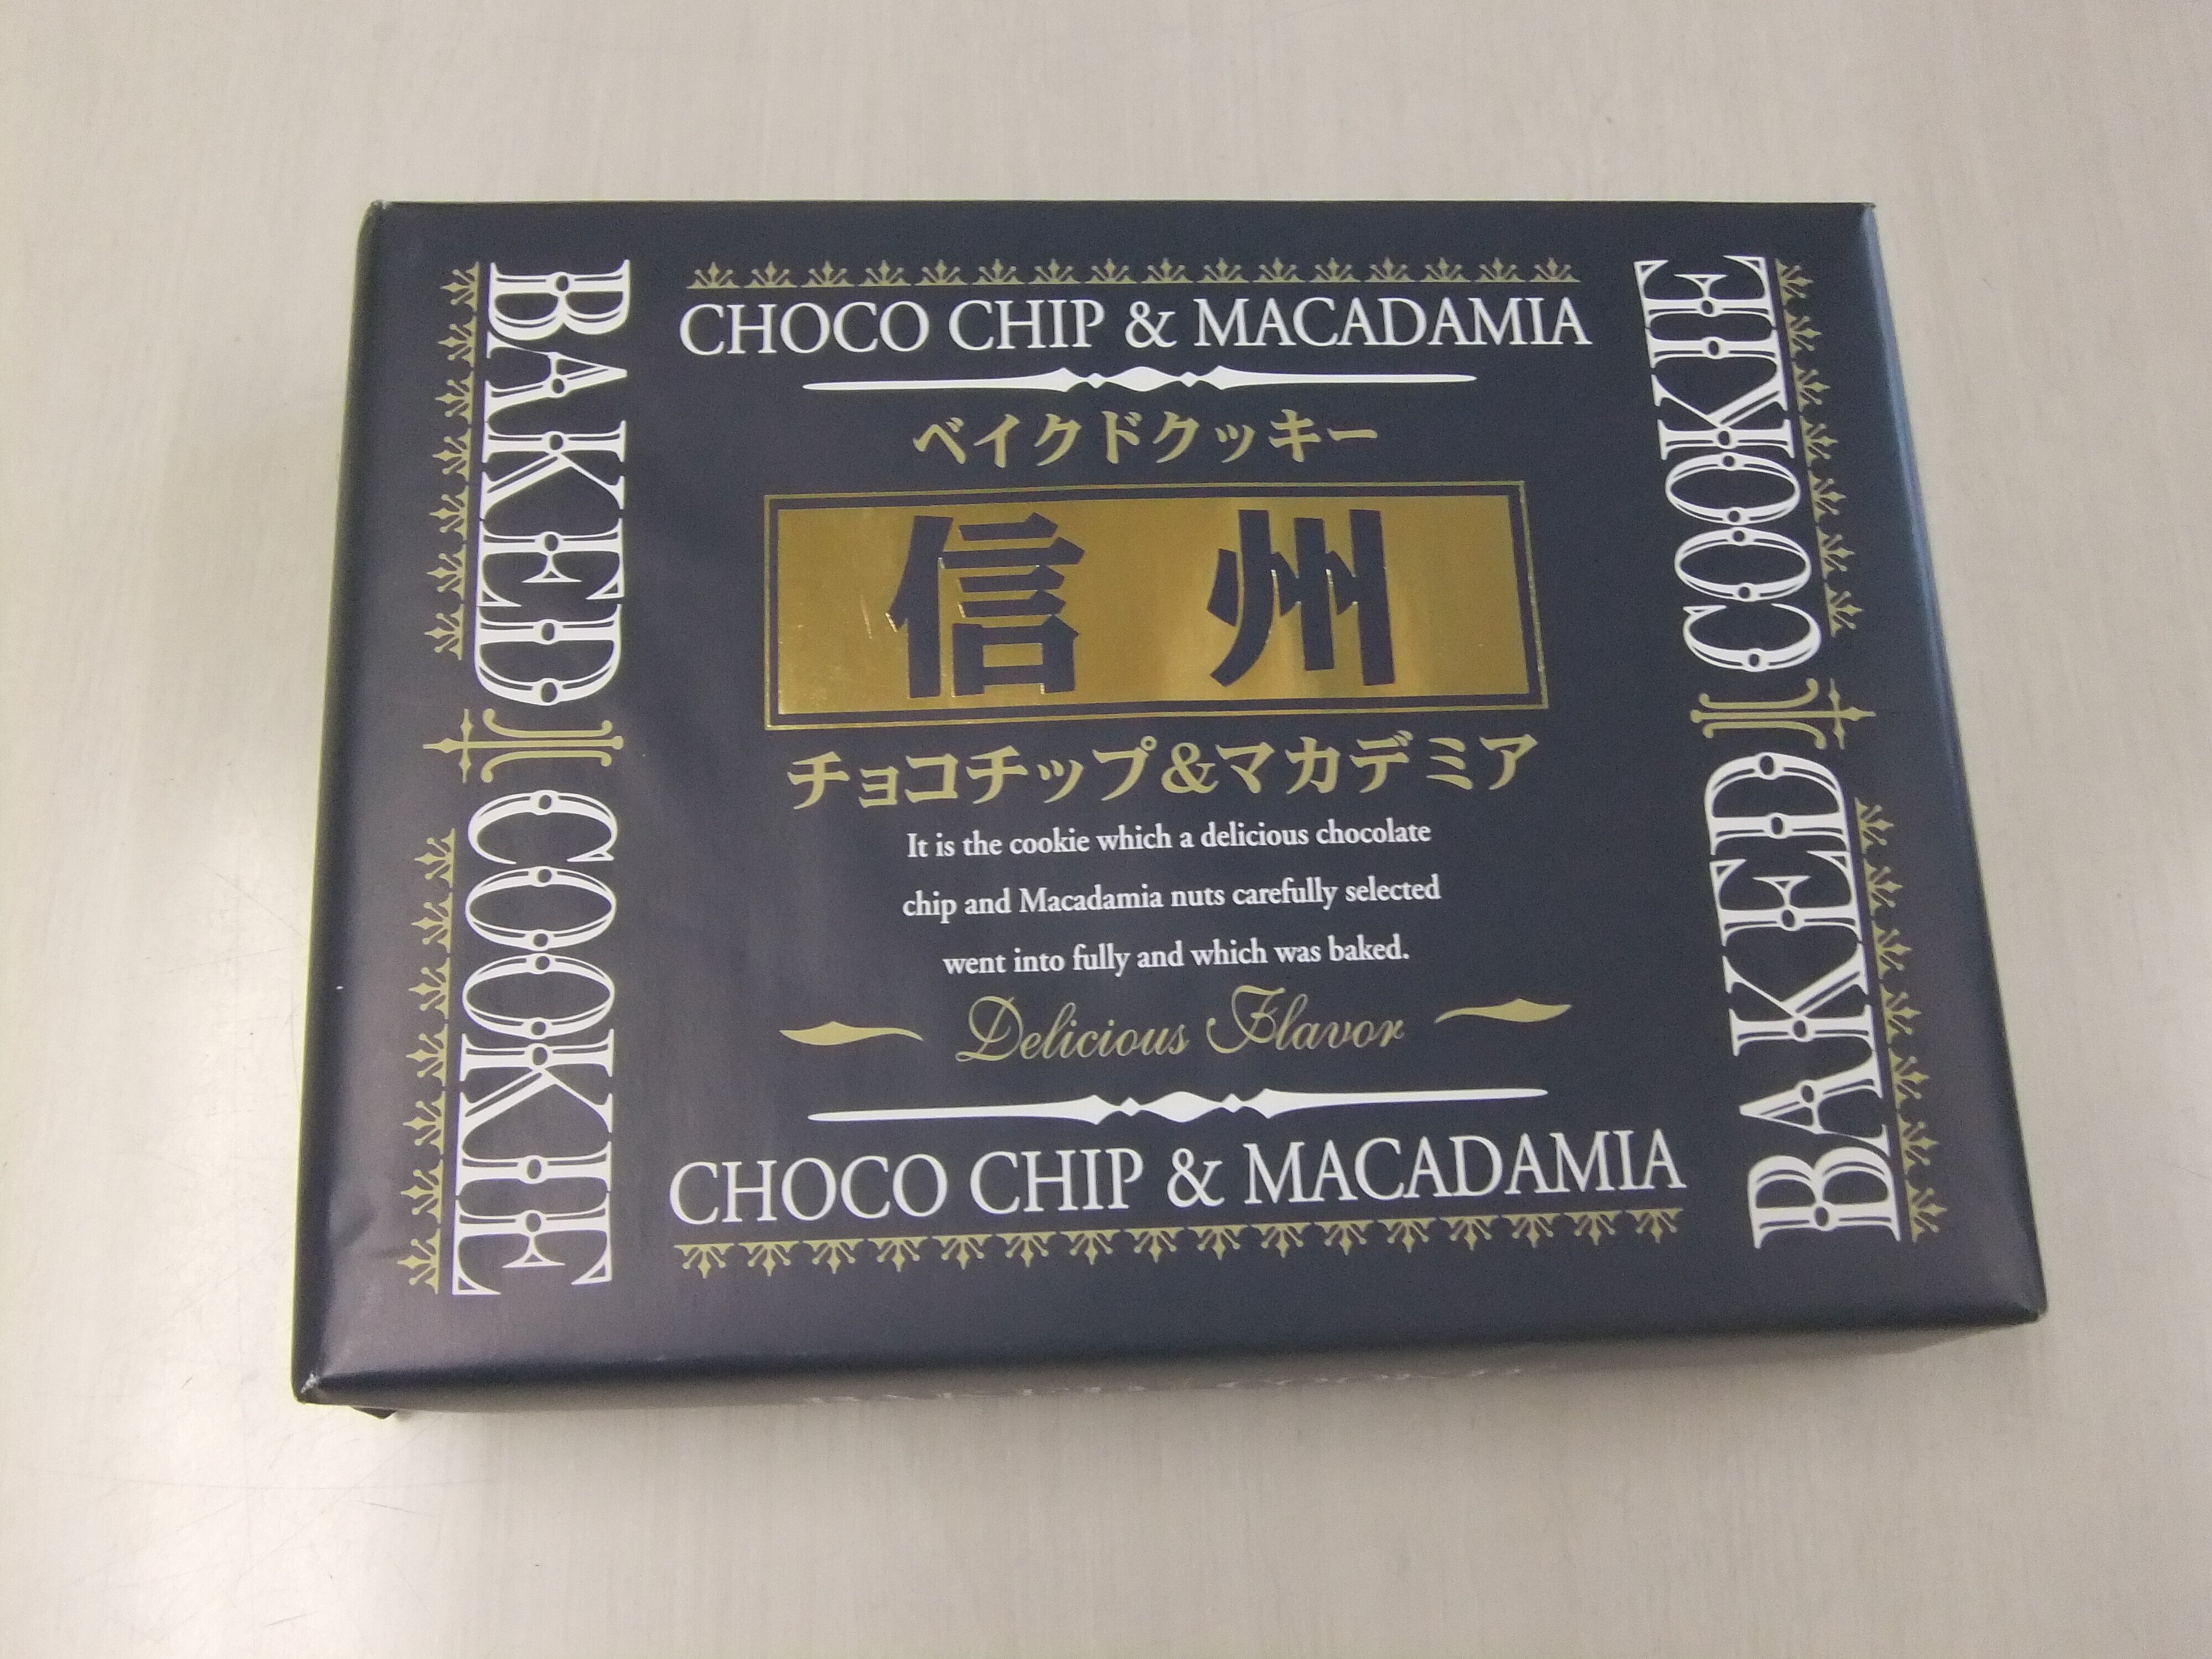 CHOCO CHIP & MACADAMIA
ベイクドクッキー
信州
チョコチップ&マカデミア
It is the cookie which a delicious chocolate
chip and Macadamia nuts carefully selected
went into fully and which was baked.
Delicious Flavor
CHOCO CHIP & MACADAMIA
BAKED COOKIE
BAKED COOKIE